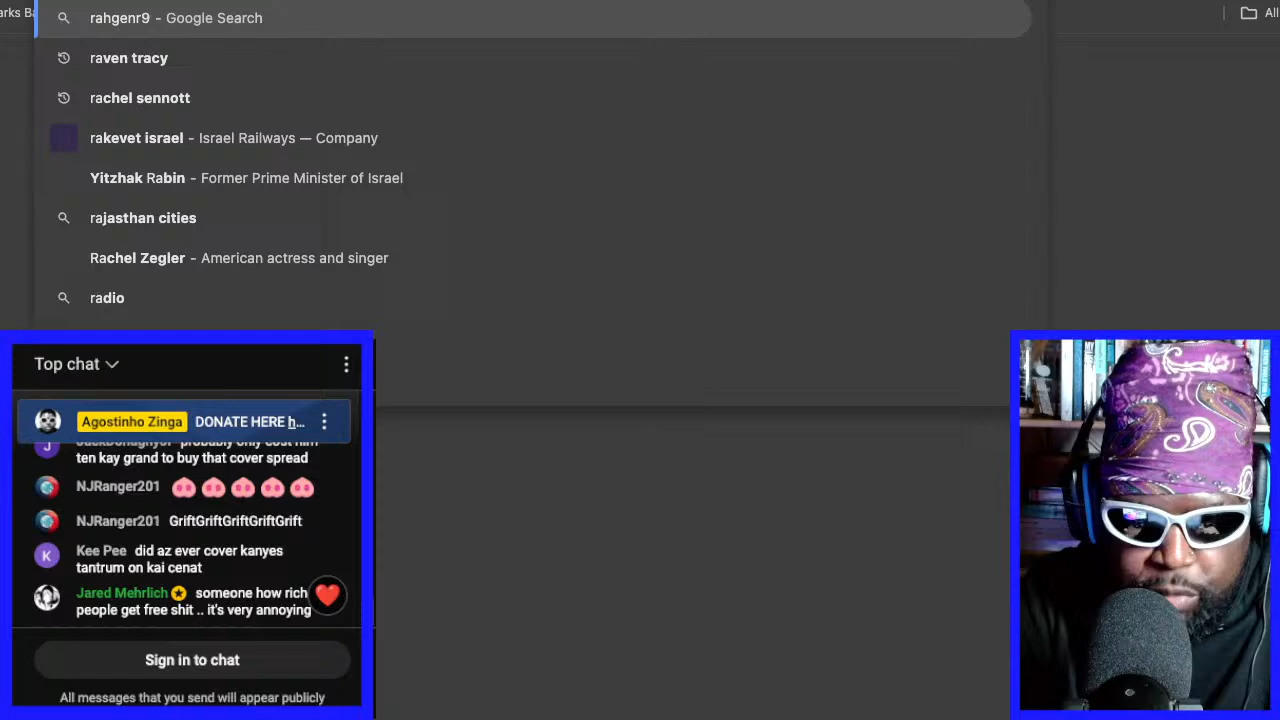 arks Ba
rahgenr9 - Google Search
All
raven tracy
rachel sennott
rakevet israel - Israel Railways — Company
Yitzhak Rabin - Former Prime Minister of Israel
rajasthan cities
Rachel Zegler - American actress and singer
radio
Top chat
Agostinho Zinga DONATE HERE h...
J
probably only cost him
ten kay grand to buy that cover spread
NJRanger201
NJRanger201 GriftGriftGriftGriftGrift
K
Kee Pee did az ever cover kanyes
tantrum on kai cenat
Jared Mehrlich someone how rich
people get free shit .. it's very annoying
Sign in to chat
All messages that you send will appear publicly